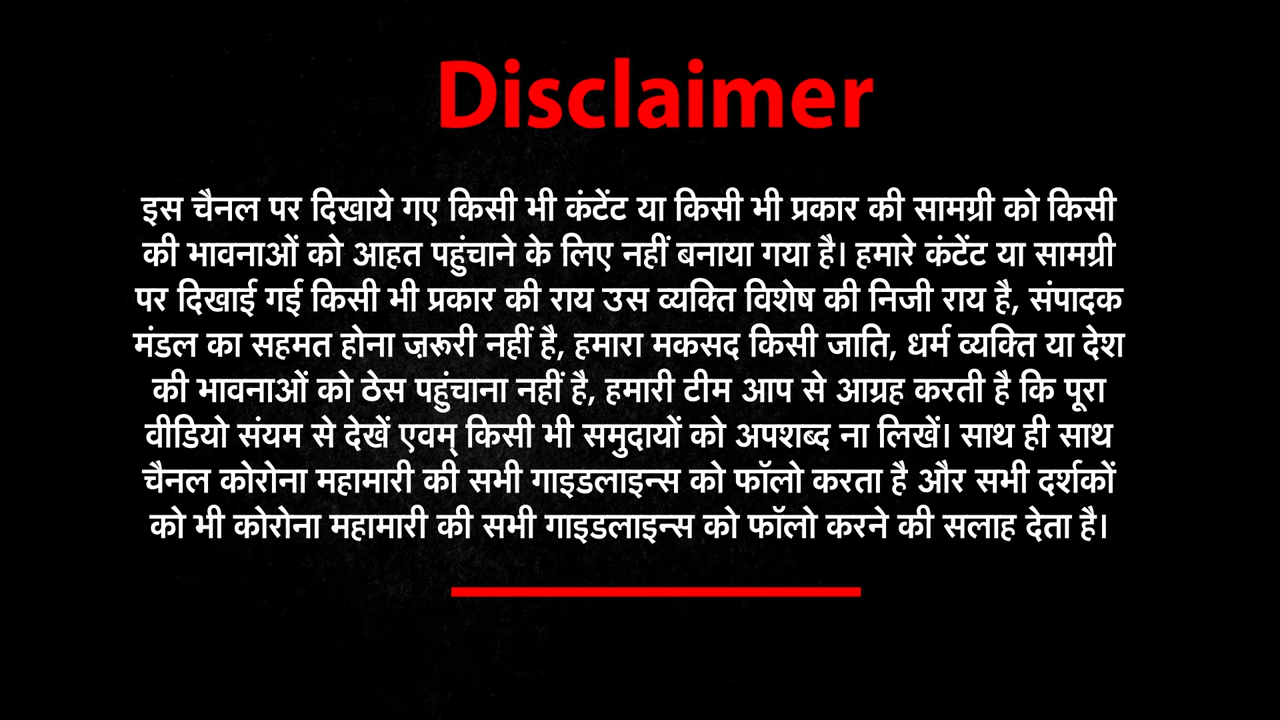 Disclaimer
इस चैनल पर दिखाये गए किसी भी कंटेंट या किसी भी प्रकार की सामग्री को किसी
की भावनाओं को आहत पहुंचाने के लिए नहीं बनाया गया है। हमारे कंटेंट या सामग्री
पर दिखाई गई किसी भी प्रकार की राय उस व्यक्ति विशेष की निजी राय है, संपादक
मंडल का सहमत होना ज़रूरी नहीं है, हमारा मकसद किसी जाति, धर्म व्यक्ति या देश
की भावनाओं को ठेस पहुंचाना नहीं है, हमारी टीम आप से आग्रह करती है कि पूरा
वीडियो संयम से देखें एवम् किसी भी समुदायों को अपशब्द ना लिखें। साथ ही साथ
चैनल कोरोना महामारी की सभी गाइडलाइन्स को फॉलो करता है और सभी दर्शकों
को भी कोरोना महामारी की सभी गाइडलाइन्स को फॉलो करने की सलाह देता है।